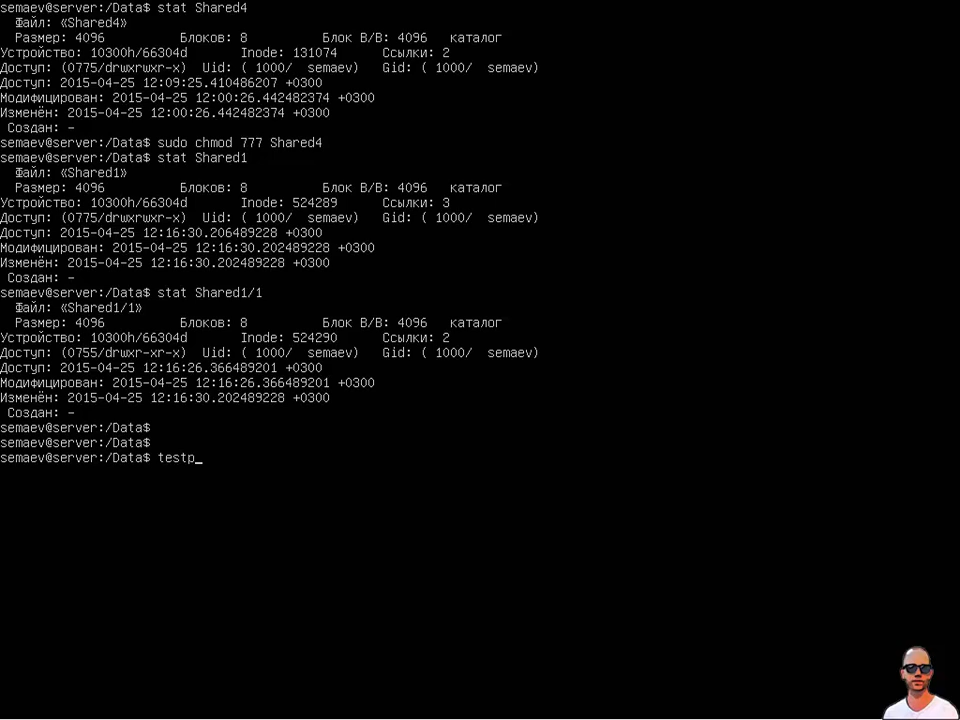 semaev@server:/Data$ stat Shared4
Файл: «Shared4»
Размер: 4096 Блоков: 8 Блок В/В: 4096 каталог
Устройство: 10300h/66304d Inode: 131074 Ссылки: 2
Доступ: (0775/drwxrwxr-x) Uid: ( 1000/ semaev) Gid: ( 1000/ semaev)
Доступ: 2015-04-25 12:09:25.410486207 +0300
Модифицирован: 2015-04-25 12:00:26.442482374 +0300
Изменён: 2015-04-25 12:00:26.442482374 +0300
Создан: -
semaev@server:/Data$ sudo chmod 777 Shared4
semaev@server:/Data$ stat Shared1
Файл: «Shared1»
Размер: 4096 Блоков: 8 Блок В/В: 4096 каталог
Устройство: 10300h/66304d Inode: 524289 Ссылки: 3
Доступ: (0775/drwxrwxr-x) Uid: ( 1000/ semaev) Gid: ( 1000/ semaev)
Доступ: 2015-04-25 12:16:30.206489228 +0300
Модифицирован: 2015-04-25 12:16:30.202489228 +0300
Изменён: 2015-04-25 12:16:30.202489228 +0300
Создан: -
semaev@server:/Data$ stat Shared1/1
Файл: «Shared1/1»
Размер: 4096 Блоков: 8 Блок В/В: 4096 каталог
Устройство: 10300h/66304d Inode: 524290 Ссылки: 2
Доступ: (0755/drwxr-xr-x) Uid: ( 1000/ semaev) Gid: ( 1000/ semaev)
Доступ: 2015-04-25 12:16:26.366489201 +0300
Модифицирован: 2015-04-25 12:16:26.366489201 +0300
Изменён: 2015-04-25 12:16:30.202489228 +0300
Создан: -
semaev@server:/Data$
semaev@server:/Data$
semaev@server:/Data$ testp_